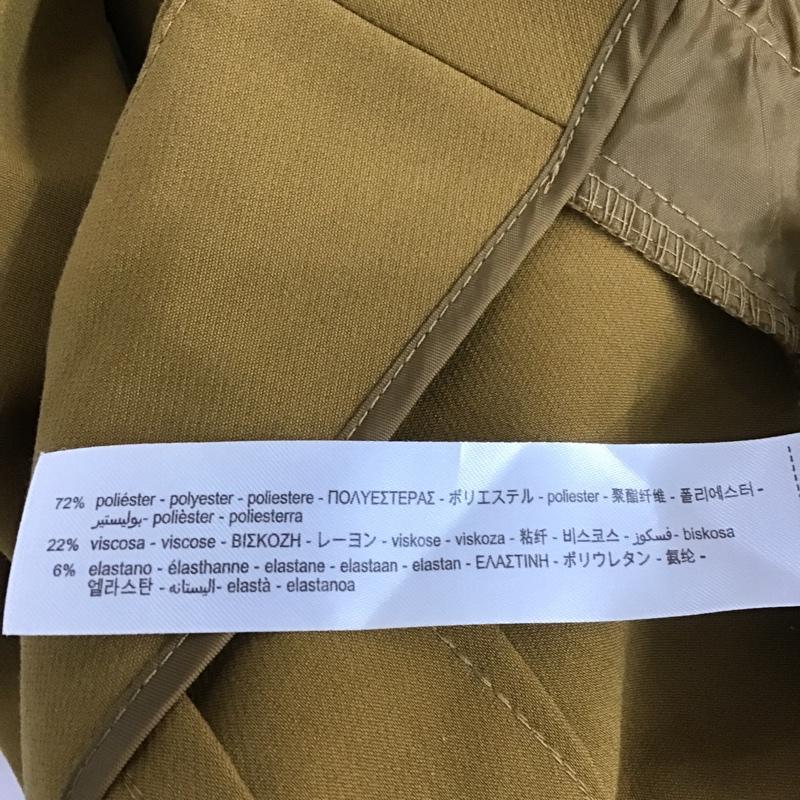 72% poliéster - polyester - poliestere - ΠΟΛΥΕΣΤΕΡΑΣ - ポリエステル - poliester - 聚酯纤维 - 폴리에스터 -
بوليستير - polièster - poliesterra
22% viscosa - viscose - ΒΙΣΚΟΖΗ - レーヨン - viskose - viskoza - 粘纤 - 비스코스 - فسكوز - biskosa
6% elastano - élasthanne - elastane - elastaan - elastan - ΕΛΑΣΤΙΝΗ - ポリウレタン - 氨纶 -
엘라스탄 - اليستانه - elastà - elastanoa